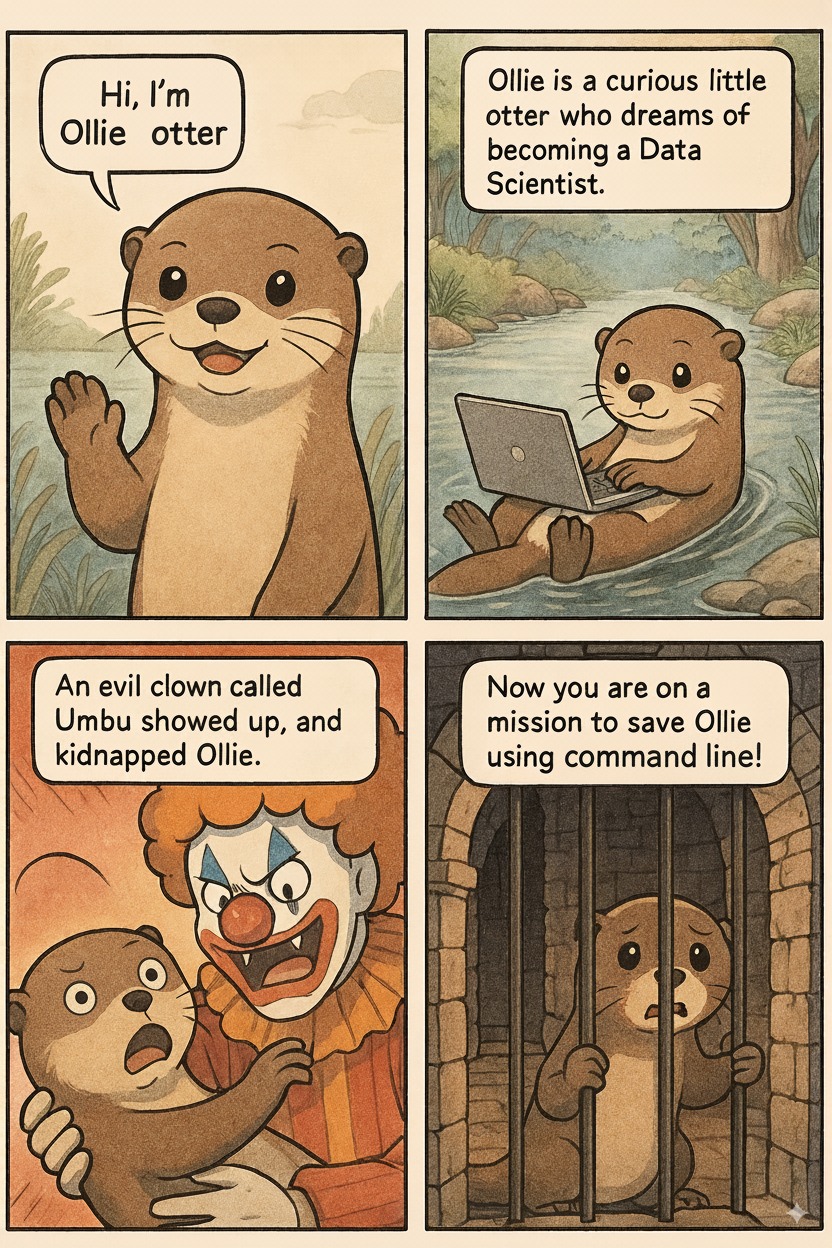 Hi, I'm
Ollie otter
Ollie is a curious little
otter who dreams of
becoming a Data
Scientist.
An evil clown called
Umbu showed up, and
kidnapped Ollie.
Now you are on a
mission to save Ollie
using command line!